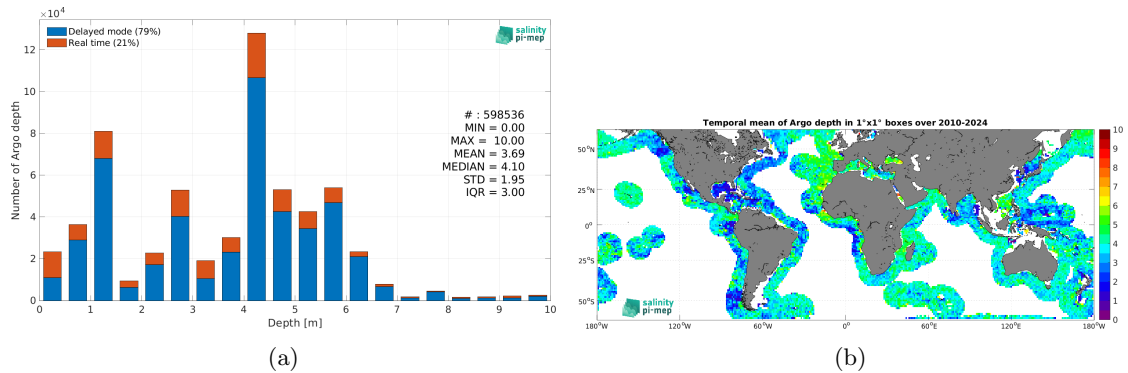 ×10⁴
Delayed mode (79%)
Real time (21%)
salinity
pi-mep
# : 598536
MIN = 0.00
MAX = 10.00
MEAN = 3.69
MEDIAN = 4.10
STD = 1.95
IQR = 3.00
Number of Argo depth
12
10
8
6
4
2
0
0 1 2 3 4 5 6 7 8 9 10
Depth [m]
(a)
Temporal mean of Argo depth in 1°x1° boxes over 2010-2024
50°N
25°N
0°
25°S
50°S
180°W 120°W 60°W 0° 60°E 120°E 180°W
salinity
pi-mep
10
9
8
7
6
5
4
3
2
1
0
(b)